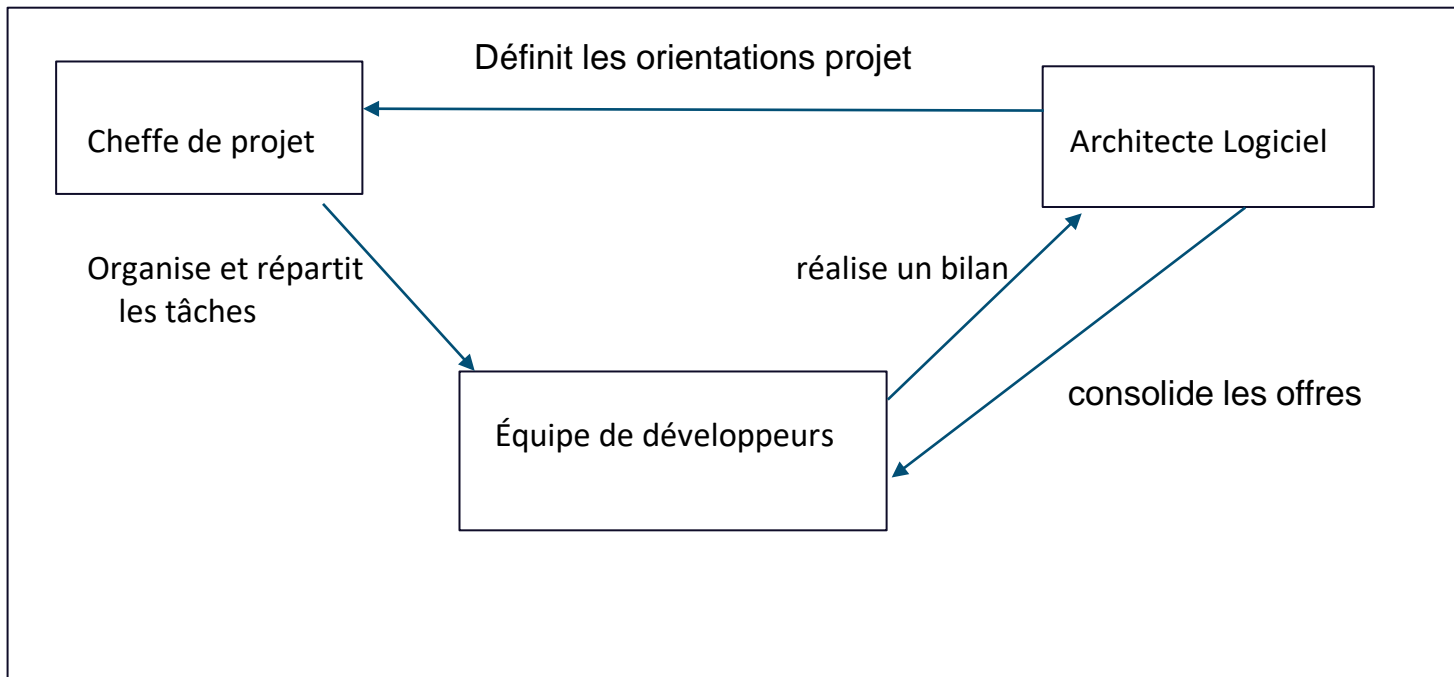 Définit les orientations projet
Cheffe de projet
Architecte Logiciel
Organise et répartit
les tâches
réalise un bilan
consolide les offres
Équipe de développeurs